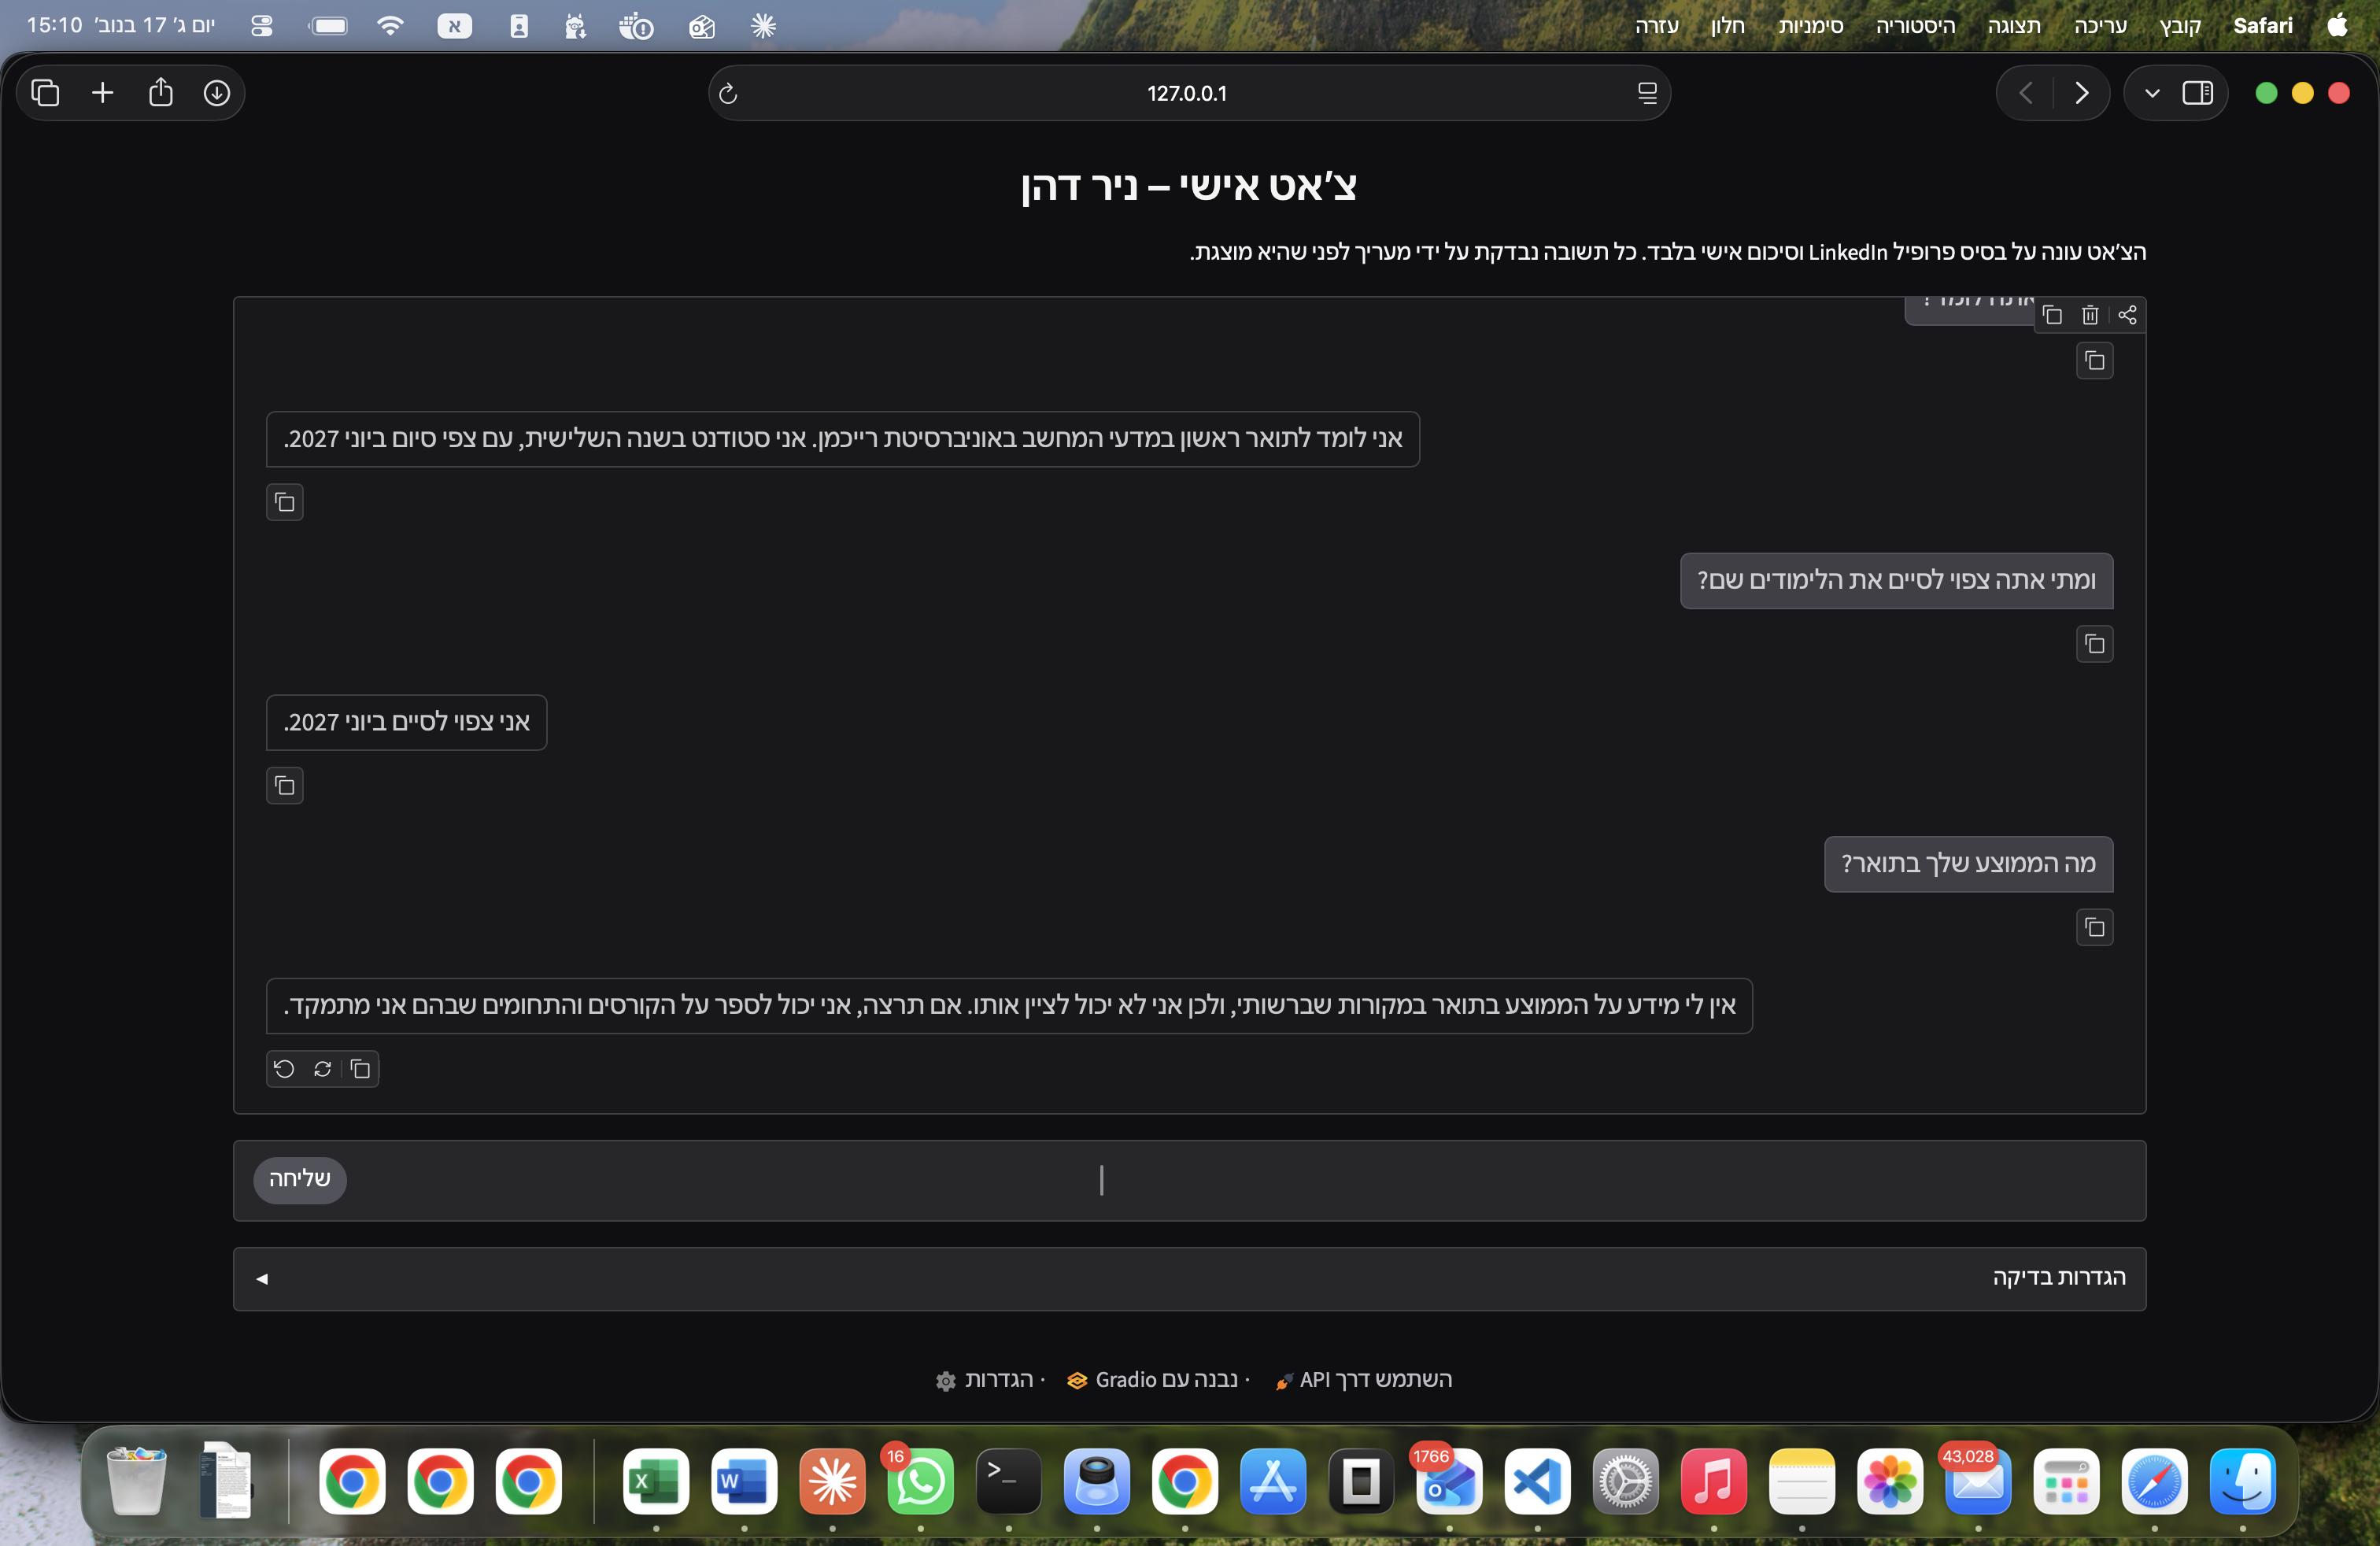 Safari קובץ עריכה תצוגה היסטוריה סימניות חלון עזרה
א
יום ג׳ 17 בנוב׳ 15:10
127.0.0.1
צ׳אט אישי – ניר דהן
הצ׳אט עונה על בסיס פרופיל LinkedIn וסיכום אישי בלבד. כל תשובה נבדקת על ידי מעריך לפני שהיא מוצגת.
אני לומד לתואר ראשון במדעי המחשב באוניברסיטת רייכמן. אני סטודנט בשנה השלישית, עם צפי סיום ביוני 2027.
ומתי אתה צפוי לסיים את הלימודים שם?
אני צפוי לסיים ביוני 2027.
מה הממוצע שלך בתואר?
אין לי מידע על הממוצע בתואר במקורות שברשותי, ולכן אני לא יכול לציין אותו. אם תרצה, אני יכול לספר על הקורסים והתחומים שבהם אני מתמקד.
שליחה
הגדרות בדיקה
השתמש דרך API · נבנה עם Gradio · הגדרות
43,028
1766
16